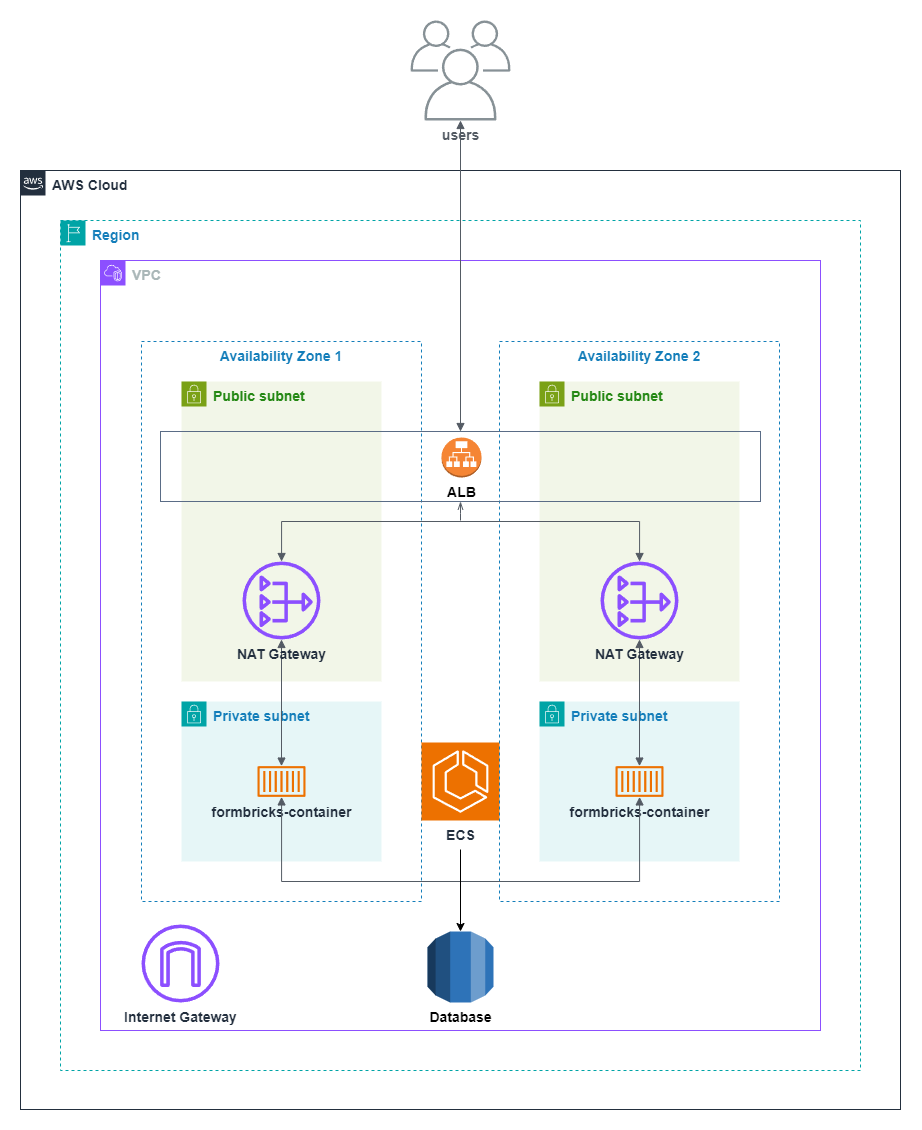 users
aws
AWS Cloud
Region
VPC
Availability Zone 1
Availability Zone 2
Public subnet
Public subnet
ALB
NAT Gateway
NAT Gateway
Private subnet
Private subnet
formbricks-container
formbricks-container
ECS
Internet Gateway
Database